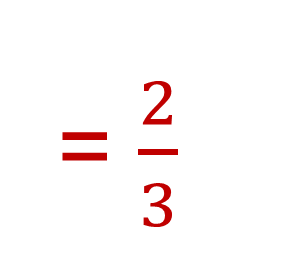 = 2/3